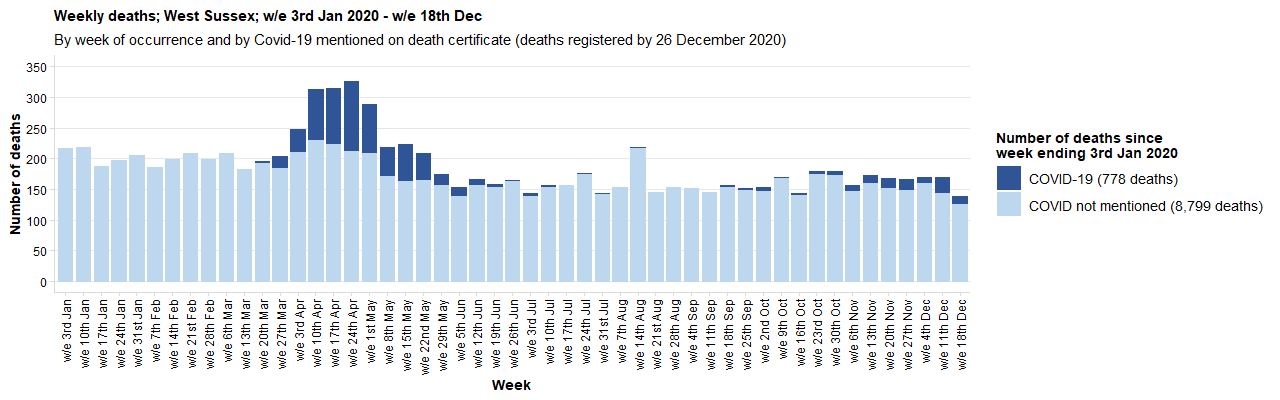 Weekly deaths; West Sussex; w/e 3rd Jan 2020 - w/e 18th Dec
By week of occurrence and by Covid-19 mentioned on death certificate (deaths registered by 26 December 2020)
Number of deaths
350
300
250
200
150
100
50
0
w/e 3rd Jan
w/e 10th Jan
w/e 17th Jan
w/e 24th Jan
w/e 31st Jan
w/e 7th Feb
w/e 14th Feb
w/e 21st Feb
w/e 28th Feb
w/e 6th Mar
w/e 13th Mar
w/e 20th Mar
w/e 27th Mar
w/e 3rd Apr
w/e 10th Apr
w/e 17th Apr
w/e 24th Apr
w/e 1st May
w/e 8th May
w/e 15th May
w/e 22nd May
w/e 29th May
w/e 5th Jun
w/e 12th Jun
w/e 19th Jun
w/e 26th Jun
w/e 3rd Jul
w/e 10th Jul
w/e 17th Jul
w/e 24th Jul
w/e 31st Jul
w/e 7th Aug
w/e 14th Aug
w/e 21st Aug
w/e 28th Aug
w/e 4th Sep
w/e 11th Sep
w/e 18th Sep
w/e 25th Sep
w/e 2nd Oct
w/e 9th Oct
w/e 16th Oct
w/e 23rd Oct
w/e 30th Oct
w/e 6th Nov
w/e 13th Nov
w/e 20th Nov
w/e 27th Nov
w/e 4th Dec
w/e 11th Dec
w/e 18th Dec
Week
Number of deaths since
week ending 3rd Jan 2020
COVID-19 (778 deaths)
COVID not mentioned (8,799 deaths)